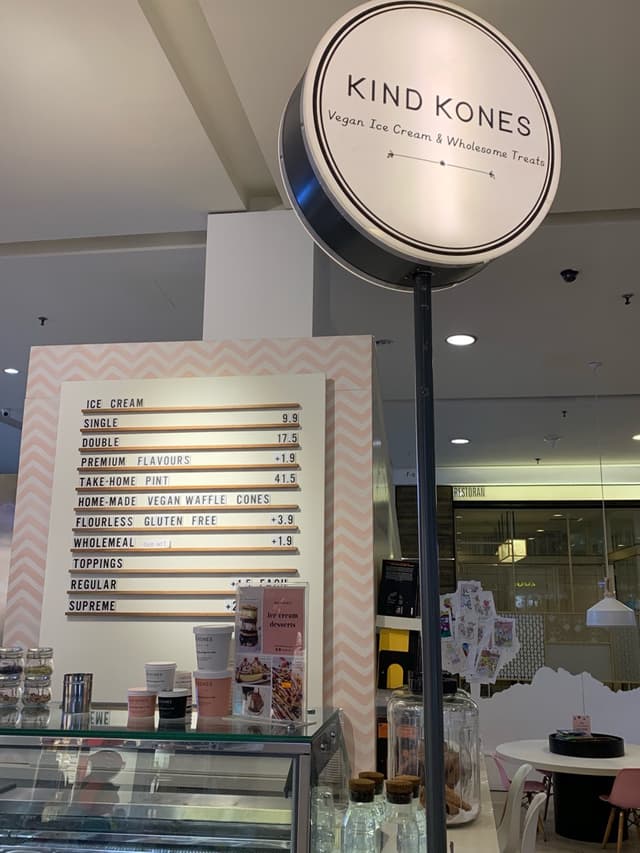 KIND KONES
Vegan Ice Cream & Wholesome Treats
ICE CREAM
SINGLE 9.9
DOUBLE 17.5
PREMIUM FLAVOURS +1.9
TAKE-HOME PINT 41.5
HOME-MADE VEGAN WAFFLE CONES
FLOURLESS GLUTEN FREE +3.9
WHOLEMEAL +1.9
TOPPINGS
REGULAR
SUPREME
RESTORAN
ice cream
desserts